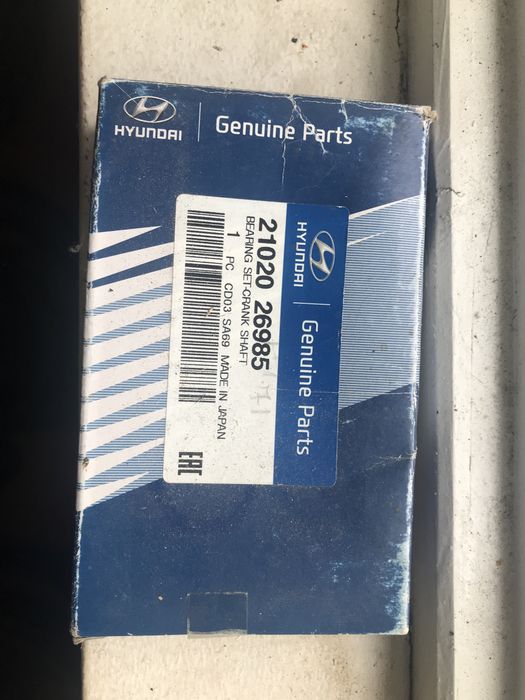 HYUNDAI
Genuine Parts
HYUNDAI
Genuine Parts
21020 26985
BEARING SET-CRANK SHAFT
1 PC CD03 SA69 MADE IN JAPAN
EAC